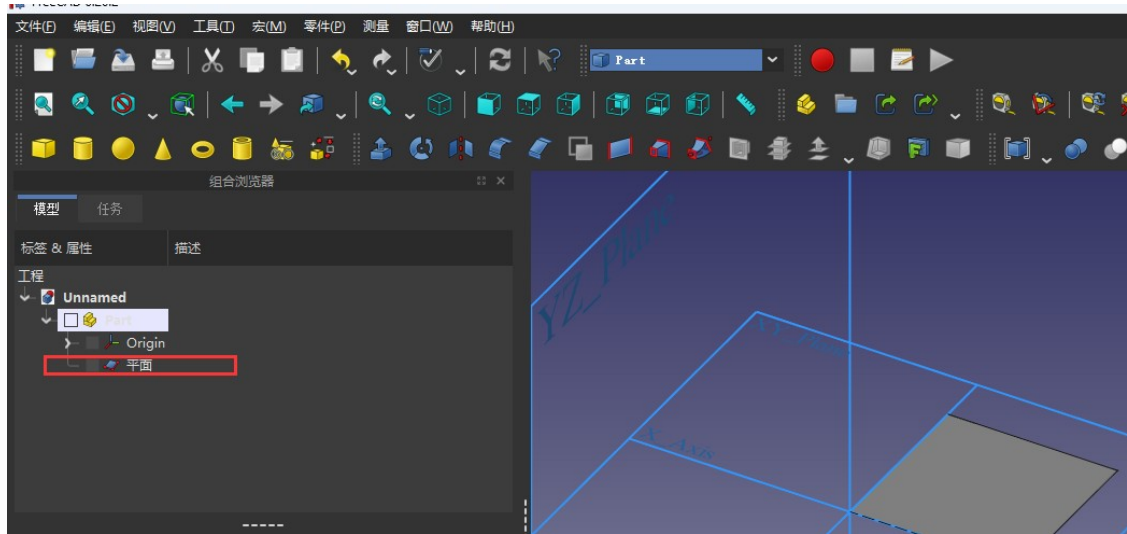 文件(F) 编辑(E) 视图(V) 工具(T) 宏(M) 零件(P) 测量 窗口(W) 帮助(H)
Part
组合浏览器
模型 任务
标签 & 属性 描述
工程
Unnamed
Part
Origin
平面
YZ_Plane
XY_Plane
X_Axis